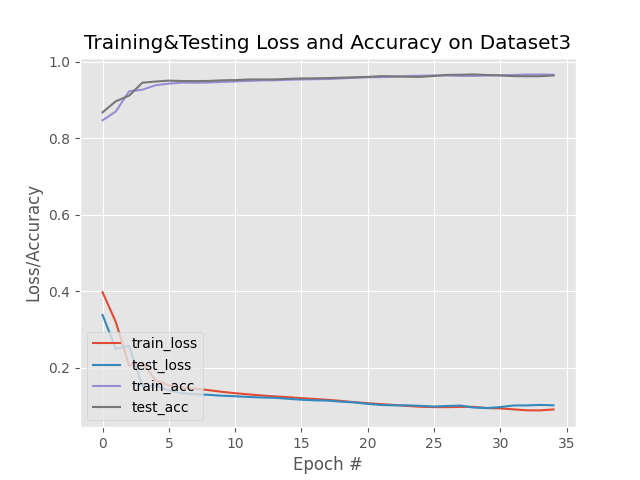 Training&Testing Loss and Accuracy on Dataset3
1.0
0.8
0.6
0.4
0.2
Loss/Accuracy
train_loss
test_loss
train_acc
test_acc
0 5 10 15 20 25 30 35
Epoch #